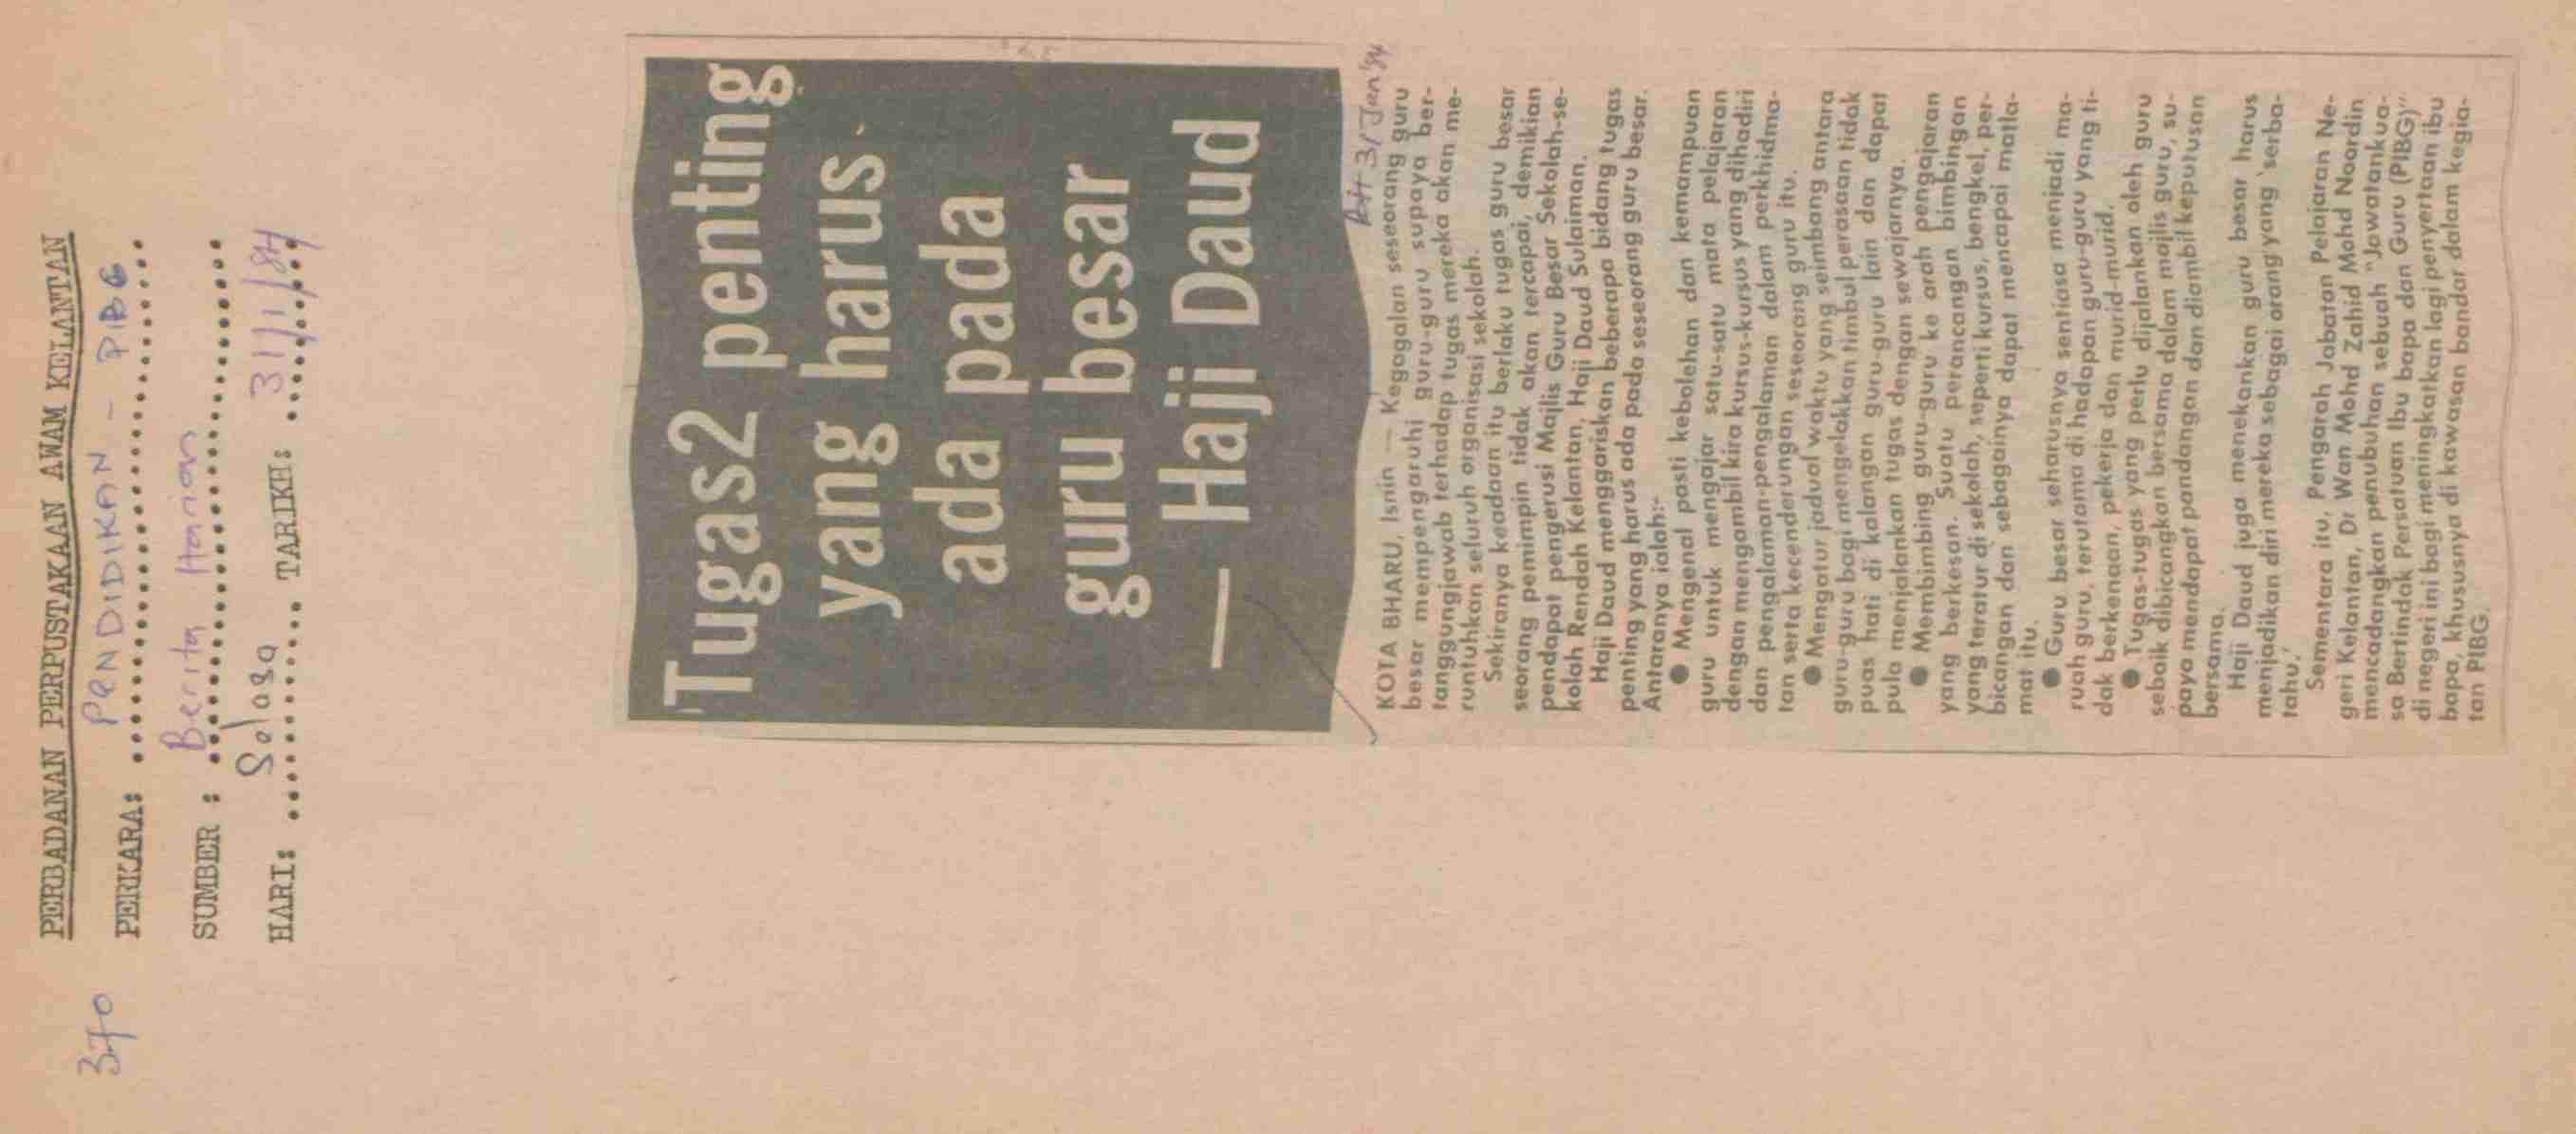 370
PERBADANAN PERPUSTAKAAN AWAM KELANTAN
PERKARA: PENDIDIKAN - PIBG
SUMBER : Berita Harian
HARI: Selasa TARIKH: 31/1/84
Tugas2 penting
yang harus
ada pada
guru besar
— Haji Daud
BH 31 Jan '84
KOTA BHARU, Isnin — Kegagalan seseorang guru
besar mempengaruhi guru-guru supaya ber-
tanggungjawab terhadap tugas mereka akan me-
runtuhkan seluruh organisasi sekolah.
Sekiranya keadaan itu berlaku tugas guru besar
seorang pemimpin tidak akan tercapai, demikian
pendapat pengerusi Majlis Guru Besar Sekolah-se-
kolah Rendah Kelantan, Haji Daud Sulaiman.
Haji Daud menggariskan beberapa bidang tugas
penting yang harus ada pada seseorang guru besar.
Antaranya ialah:-
● Mengenal pasti kebolehan dan kemampuan
guru untuk mengajar satu-satu mata pelajaran
dengan mengambil kira kursus-kursus yang dihadiri
dan pengalaman-pengalaman dalam perkhidma-
tan serta kecenderungan seseorang guru itu.
● Mengatur jadual waktu yang seimbang antara
guru-guru bagi mengelakkan timbul perasaan tidak
puas hati di kalangan guru-guru lain dan dapat
pula menjalankan tugas dengan sewajarnya.
● Membimbing guru-guru ke arah pengajaran
yang berkesan. Suatu perancangan bimbingan
yang teratur di sekolah, seperti kursus, bengkel, per-
bicangan dan sebagainya dapat mencapai matla-
mat itu.
● Guru besar seharusnya sentiasa menjadi ma-
ruah guru, terutama di hadapan guru-guru yang ti-
dak berkenaan, pekerja dan murid-murid.
● Tugas-tugas yang perlu dijalankan oleh guru
sebaik dibicangkan bersama dalam majlis guru, su-
paya mendapat pandangan dan diambil keputusan
bersama.
Haji Daud juga menekankan guru besar harus
menjadikan diri mereka sebagai orang yang 'serba-
tahu.'
Sementara itu, Pengarah Jabatan Pelajaran Ne-
geri Kelantan, Dr Wan Mohd Zahid Mohd Noordin
mencadangkan penubuhan sebuah "Jawatankua-
sa Bertindak Persatuan Ibu bapa dan Guru (PIBG)"
di negeri ini bagi meningkatkan lagi penyertaan ibu
bapa, khususnya di kawasan bandar dalam kegia-
tan PIBG.